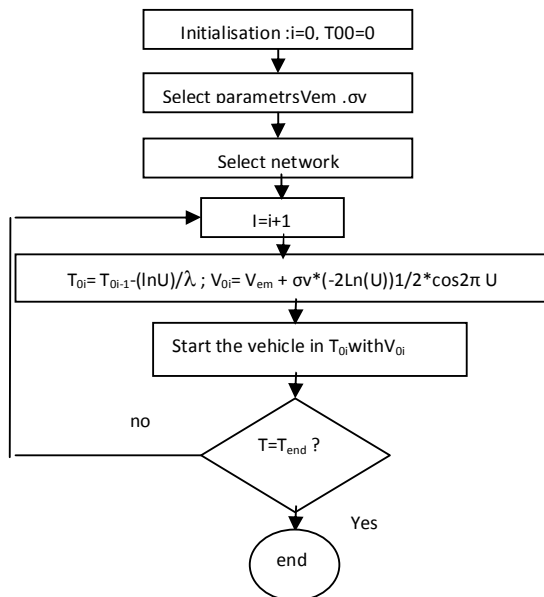 Initialisation :i=0, T00=0
Select parametrsVem ,σv
Select network
I=i+1
T0i= T0i-1-(lnU)/λ ; V0i= Vem + σv*(-2Ln(U))1/2*cos2π U
Start the vehicle in T0iwithV0i
no
T=Tend ?
Yes
end